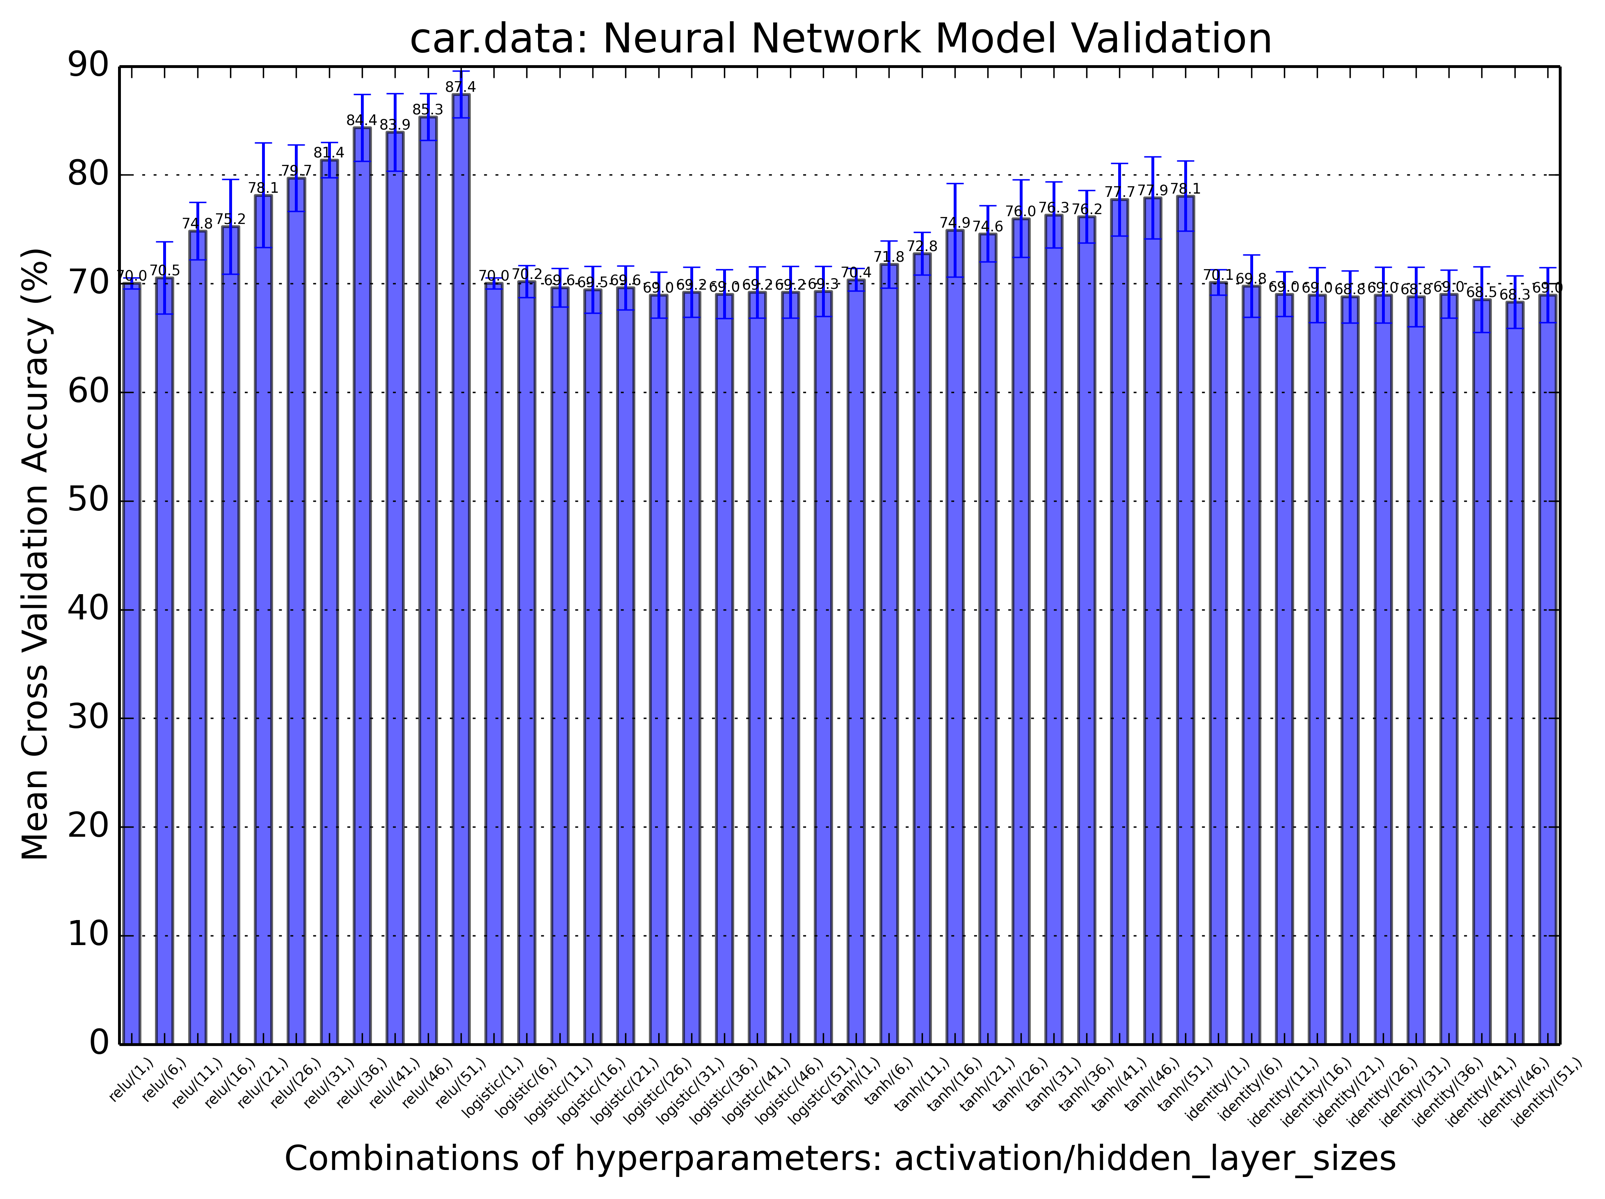 car.data: Neural Network Model Validation
Mean Cross Validation Accuracy (%)
90
80
70
60
50
40
30
20
10
0
70.0 70.5 74.8 75.2 78.1 79.7 81.4 84.4 83.9 85.3 87.4 70.0 70.2 69.6 69.5 69.6 69.0 69.2 69.0 69.2 69.2 69.3 70.4 71.8 72.8 74.9 74.6 76.0 76.3 76.2 77.7 77.9 78.1 70.1 69.8 69.0 69.0 68.8 69.0 68.8 69.0 68.5 68.3 69.0
relu/(1,)
relu/(6,)
relu/(11,)
relu/(16,)
relu/(21,)
relu/(26,)
relu/(31,)
relu/(36,)
relu/(41,)
relu/(46,)
relu/(51,)
logistic/(1,)
logistic/(6,)
logistic/(11,)
logistic/(16,)
logistic/(21,)
logistic/(26,)
logistic/(31,)
logistic/(36,)
logistic/(41,)
logistic/(46,)
logistic/(51,)
tanh/(1,)
tanh/(6,)
tanh/(11,)
tanh/(16,)
tanh/(21,)
tanh/(26,)
tanh/(31,)
tanh/(36,)
tanh/(41,)
tanh/(46,)
tanh/(51,)
identity/(1,)
identity/(6,)
identity/(11,)
identity/(16,)
identity/(21,)
identity/(26,)
identity/(31,)
identity/(36,)
identity/(41,)
identity/(46,)
identity/(51,)
Combinations of hyperparameters: activation/hidden_layer_sizes